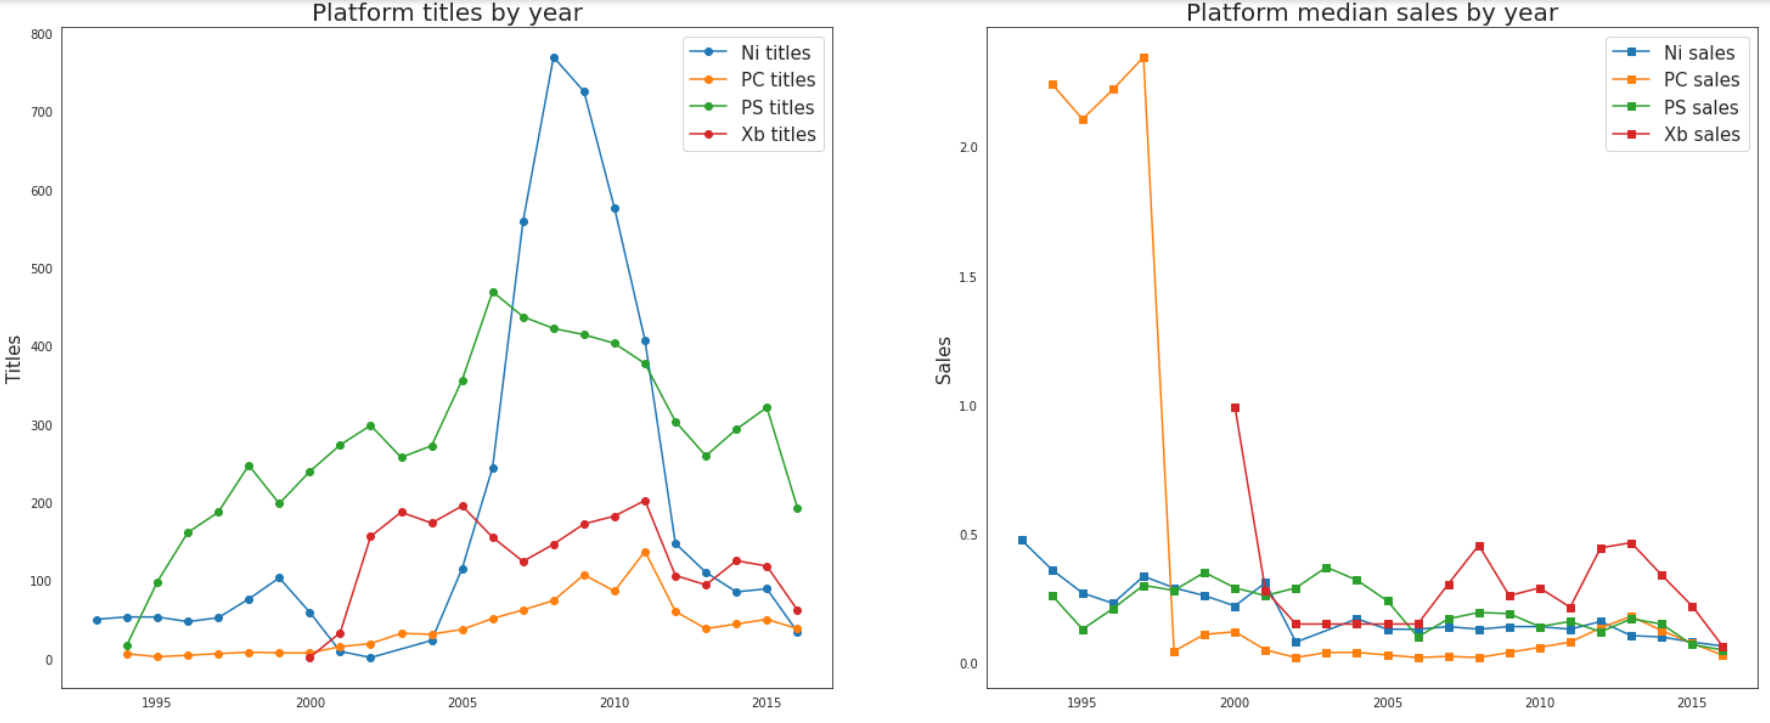 Platform titles by year
800
700
600
500
400
300
200
100
0
Titles
1995
2000
2005
2010
2015
Ni titles
PC titles
PS titles
Xb titles
Platform median sales by year
2.0
1.5
1.0
0.5
0.0
Sales
1995
2000
2005
2010
2015
Ni sales
PC sales
PS sales
Xb sales